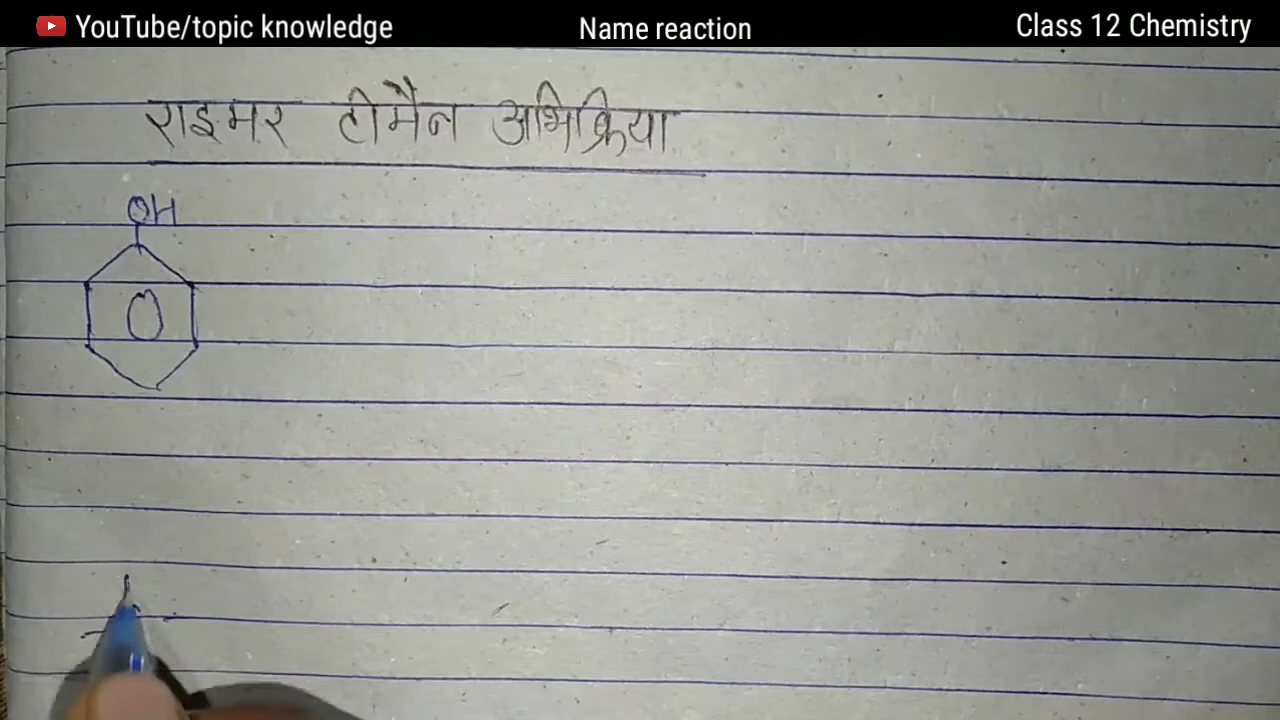 YouTube/topic knowledge
Name reaction
Class 12 Chemistry
राइमर टीमैन अभिक्रिया
OH